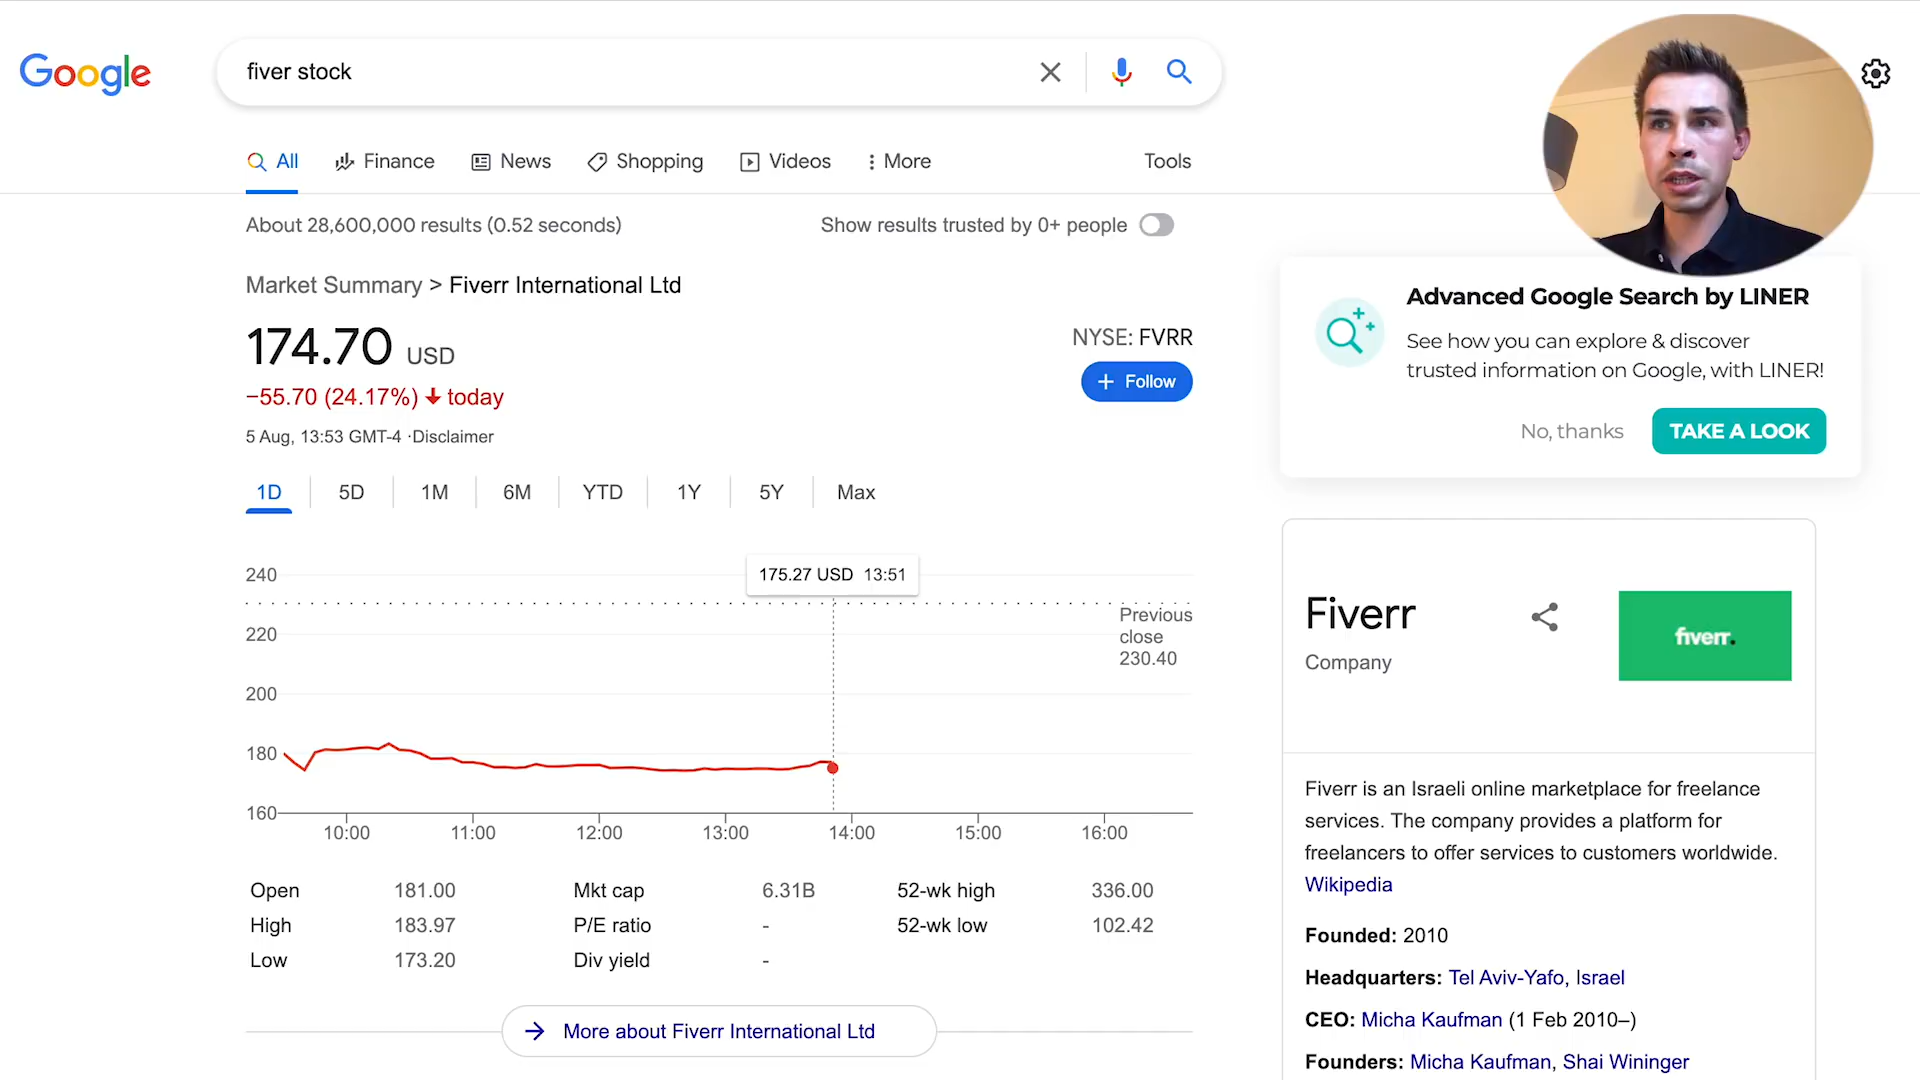 Google
fiver stock
All
Finance
News
Shopping
Videos
More
Tools
About 28,600,000 results (0.52 seconds)
Show results trusted by 0+ people
Market Summary > Fiverr International Ltd
174.70 USD
−55.70 (24.17%) today
5 Aug, 13:53 GMT-4 ·Disclaimer
NYSE: FVRR
+ Follow
1D
5D
1M
6M
YTD
1Y
5Y
Max
175.27 USD 13:51
240
220
200
180
160
Previous
close
230.40
10:00
11:00
12:00
13:00
14:00
15:00
16:00
Open 181.00
High 183.97
Low 173.20
Mkt cap 6.31B
P/E ratio -
Div yield -
52-wk high 336.00
52-wk low 102.42
More about Fiverr International Ltd
Advanced Google Search by LINER
See how you can explore & discover
trusted information on Google, with LINER!
No, thanks
TAKE A LOOK
Fiverr
Company
fiverr.
Fiverr is an Israeli online marketplace for freelance
services. The company provides a platform for
freelancers to offer services to customers worldwide.
Wikipedia
Founded: 2010
Headquarters: Tel Aviv-Yafo, Israel
CEO: Micha Kaufman (1 Feb 2010–)
Founders: Micha Kaufman, Shai Wininger